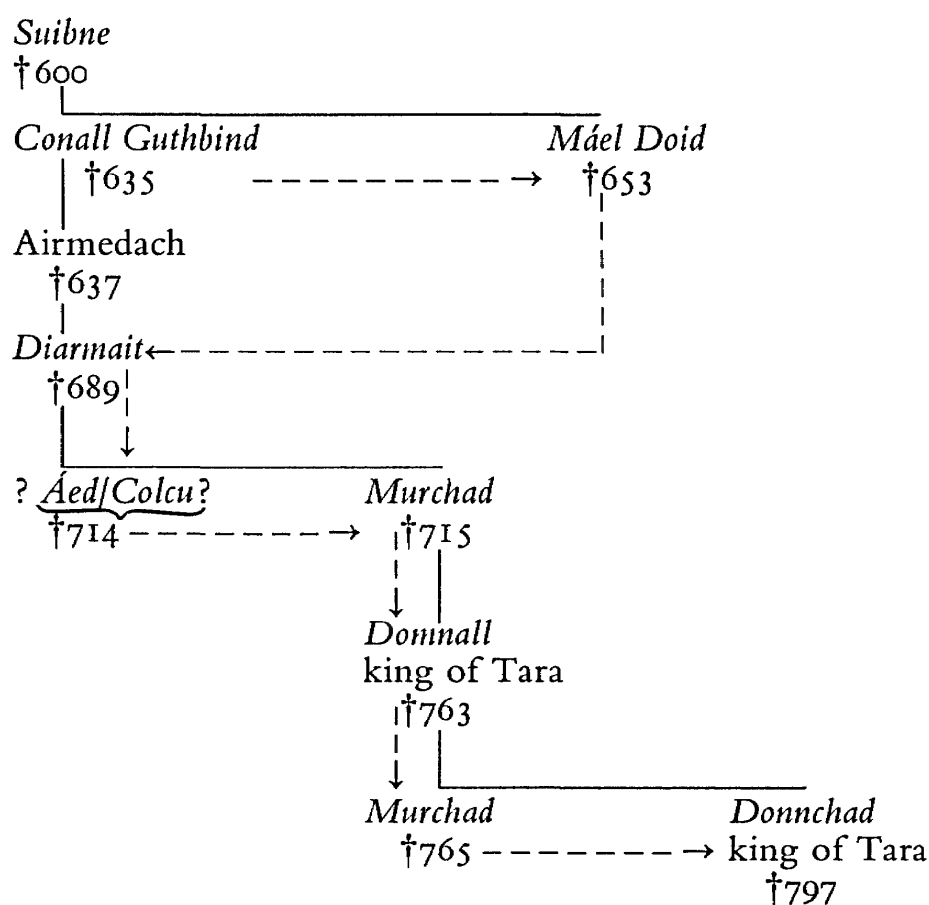 Suibne
†600
Conall Guthbind Máel Doid
†635 †653
Airmedach
†637
Diarmait
†689
? Áed/Colcu? Murchad
†714 †715
Domnall
king of Tara
†763
Murchad Donnchad
†765 king of Tara
†797